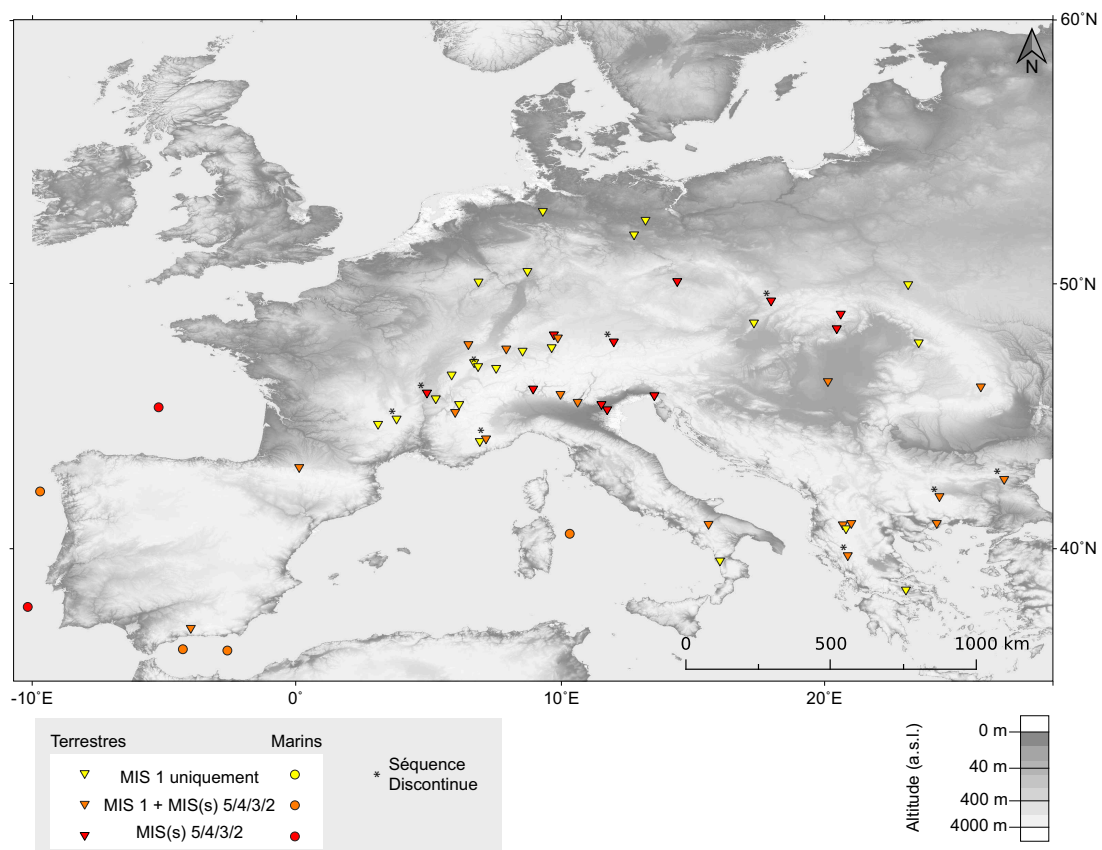 60˚N
N
50˚N
40˚N
0 500 1000 km
-10˚E 0 10˚E 20˚E
Terrestres Marins
MIS 1 uniquement
MIS 1 + MIS(s) 5/4/3/2
MIS(s) 5/4/3/2
* Séquence
Discontinue
Altitude (a.s.l.)
0 m
40 m
400 m
4000 m